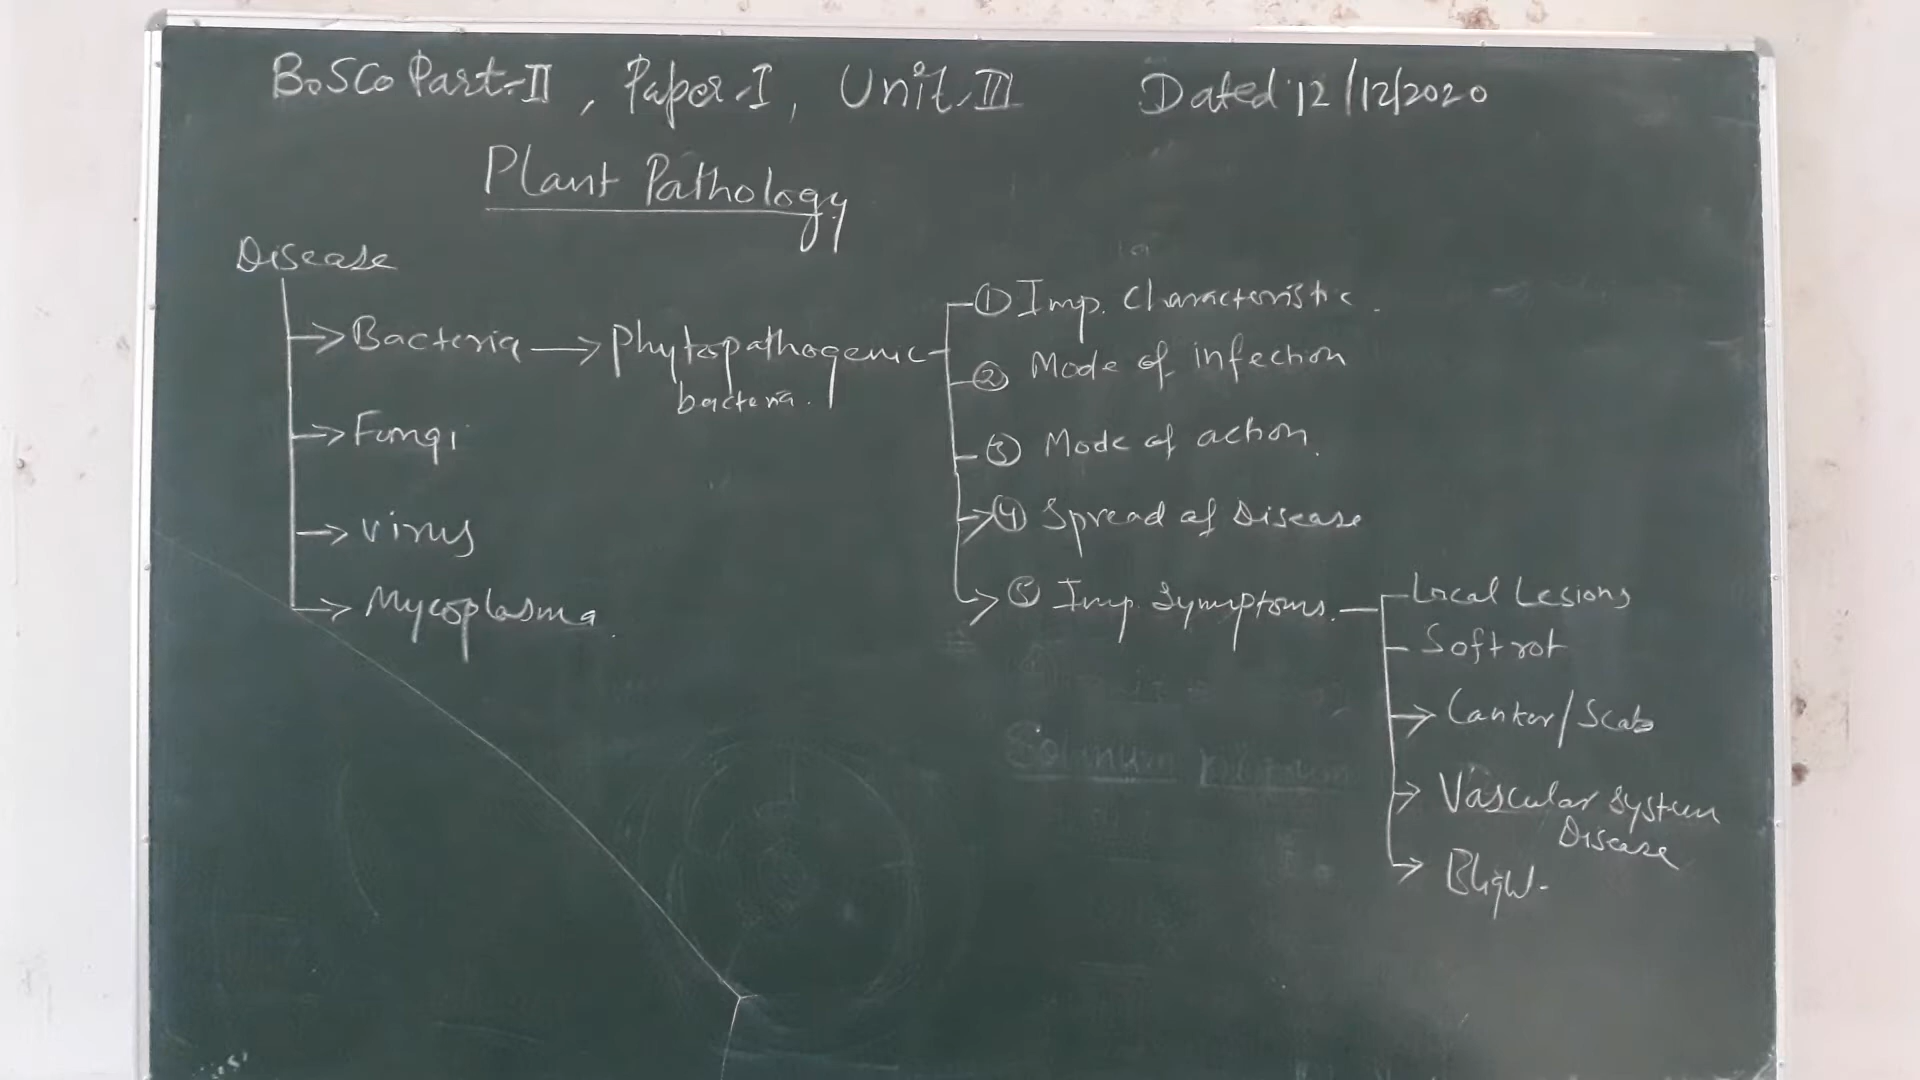 B.Sc. Part-II, Paper-I, Unit-III Dated 12/12/2020
Plant Pathology
Disease
→ Bacteria → Phytopathogenic
bacteria.
→ Fungi
→ Virus
→ Mycoplasma
① Imp. Characteristic.
② Mode of infection
③ Mode of action.
④ Spread of Disease
⑤ Imp. Symptoms.
Local Lesions
Soft rot
→ Canker/Scab
→ Vascular System
Disease
→ Blight